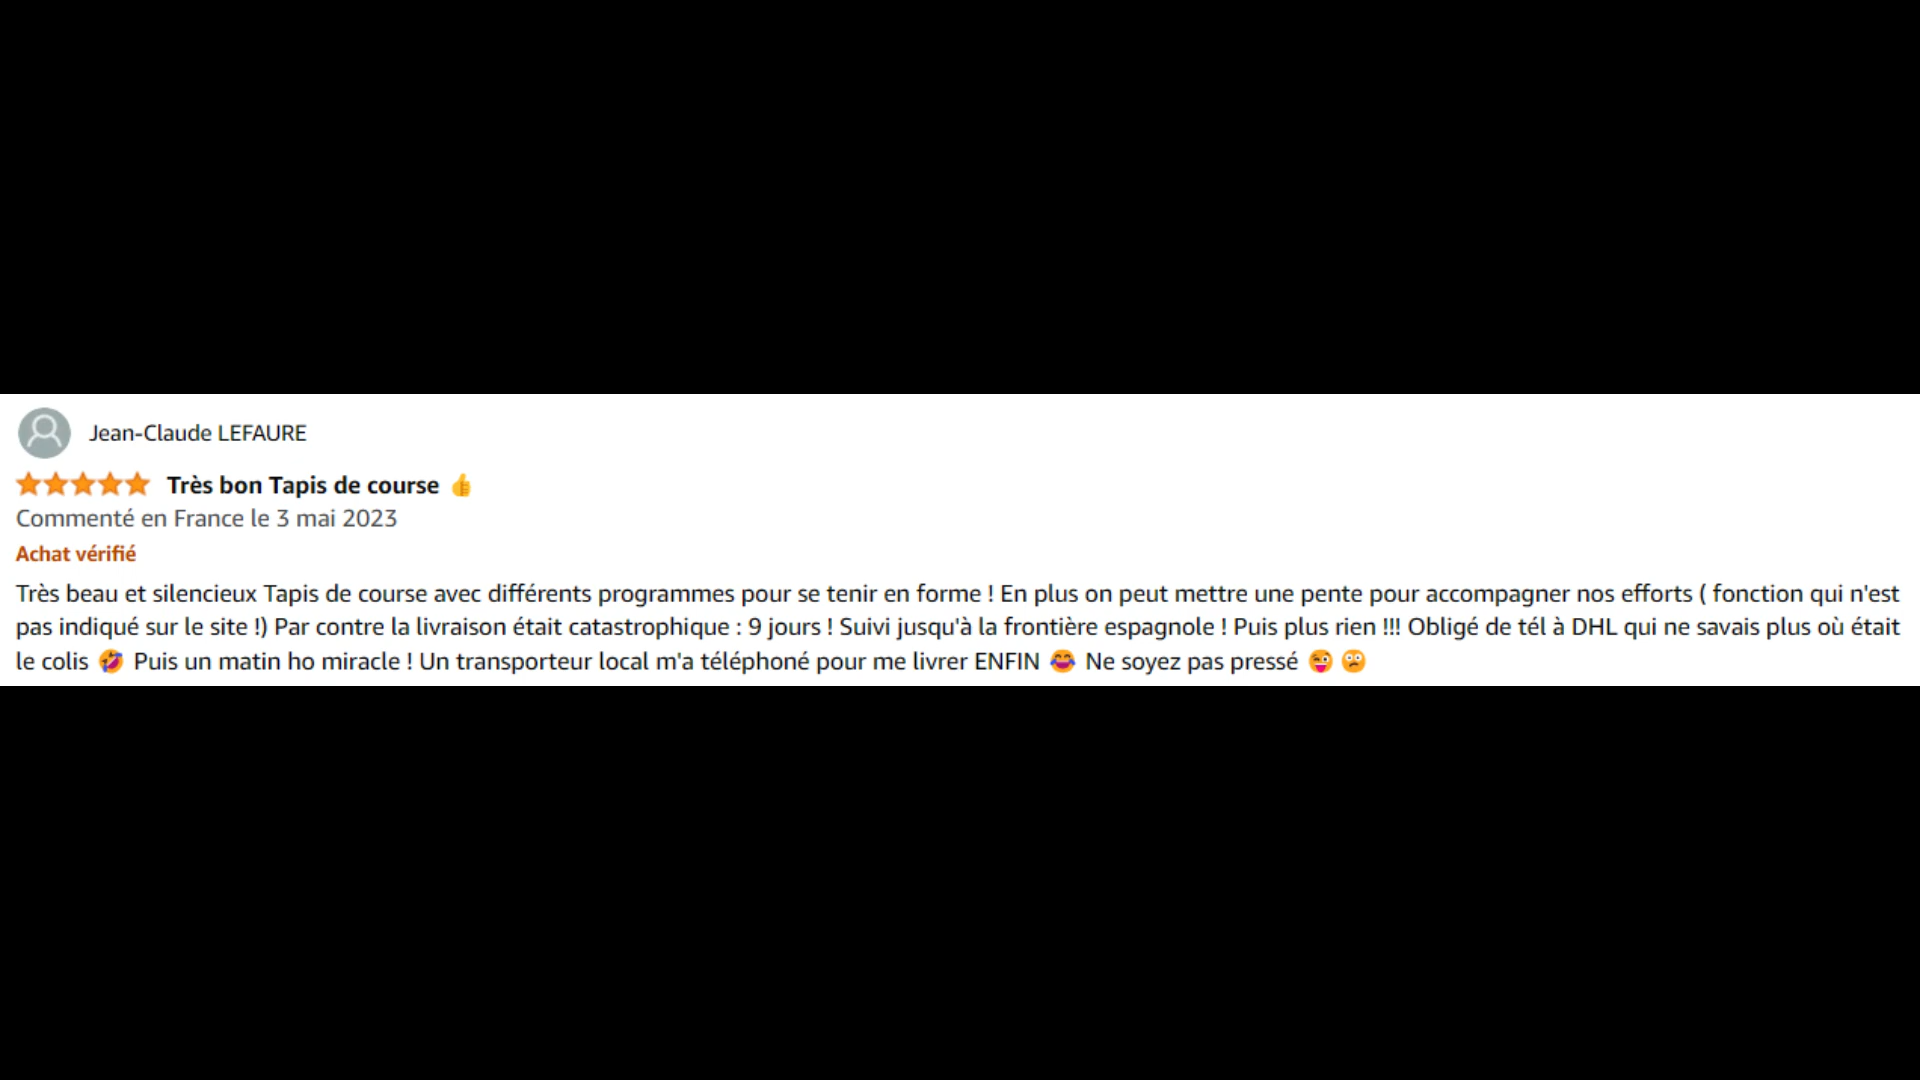 Jean-Claude LEFAURE
Très bon Tapis de course 👍
Commenté en France le 3 mai 2023
Achat vérifié
Très beau et silencieux Tapis de course avec différents programmes pour se tenir en forme ! En plus on peut mettre une pente pour accompagner nos efforts ( fonction qui n'est
pas indiqué sur le site !) Par contre la livraison était catastrophique : 9 jours ! Suivi jusqu'à la frontière espagnole ! Puis plus rien !!! Obligé de tél à DHL qui ne savais plus où était
le colis 🤣 Puis un matin ho miracle ! Un transporteur local m'a téléphoné pour me livrer ENFIN 😂 Ne soyez pas pressé 😜 😕